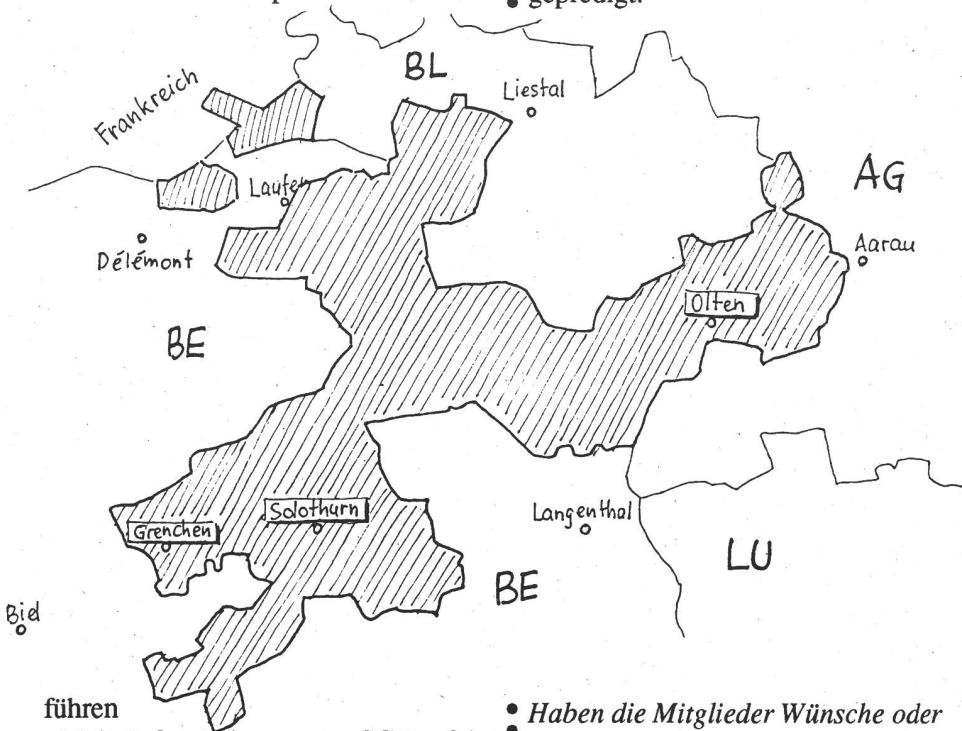 • gepredigt.
BL
Liestal
Frankreich
AG
Laufen
Aarau
Délémont
Olten
BE
Solothurn
Langenthal
Grenchen
LU
BE
Biel
führen
• Haben die Mitglieder Wünsche oder